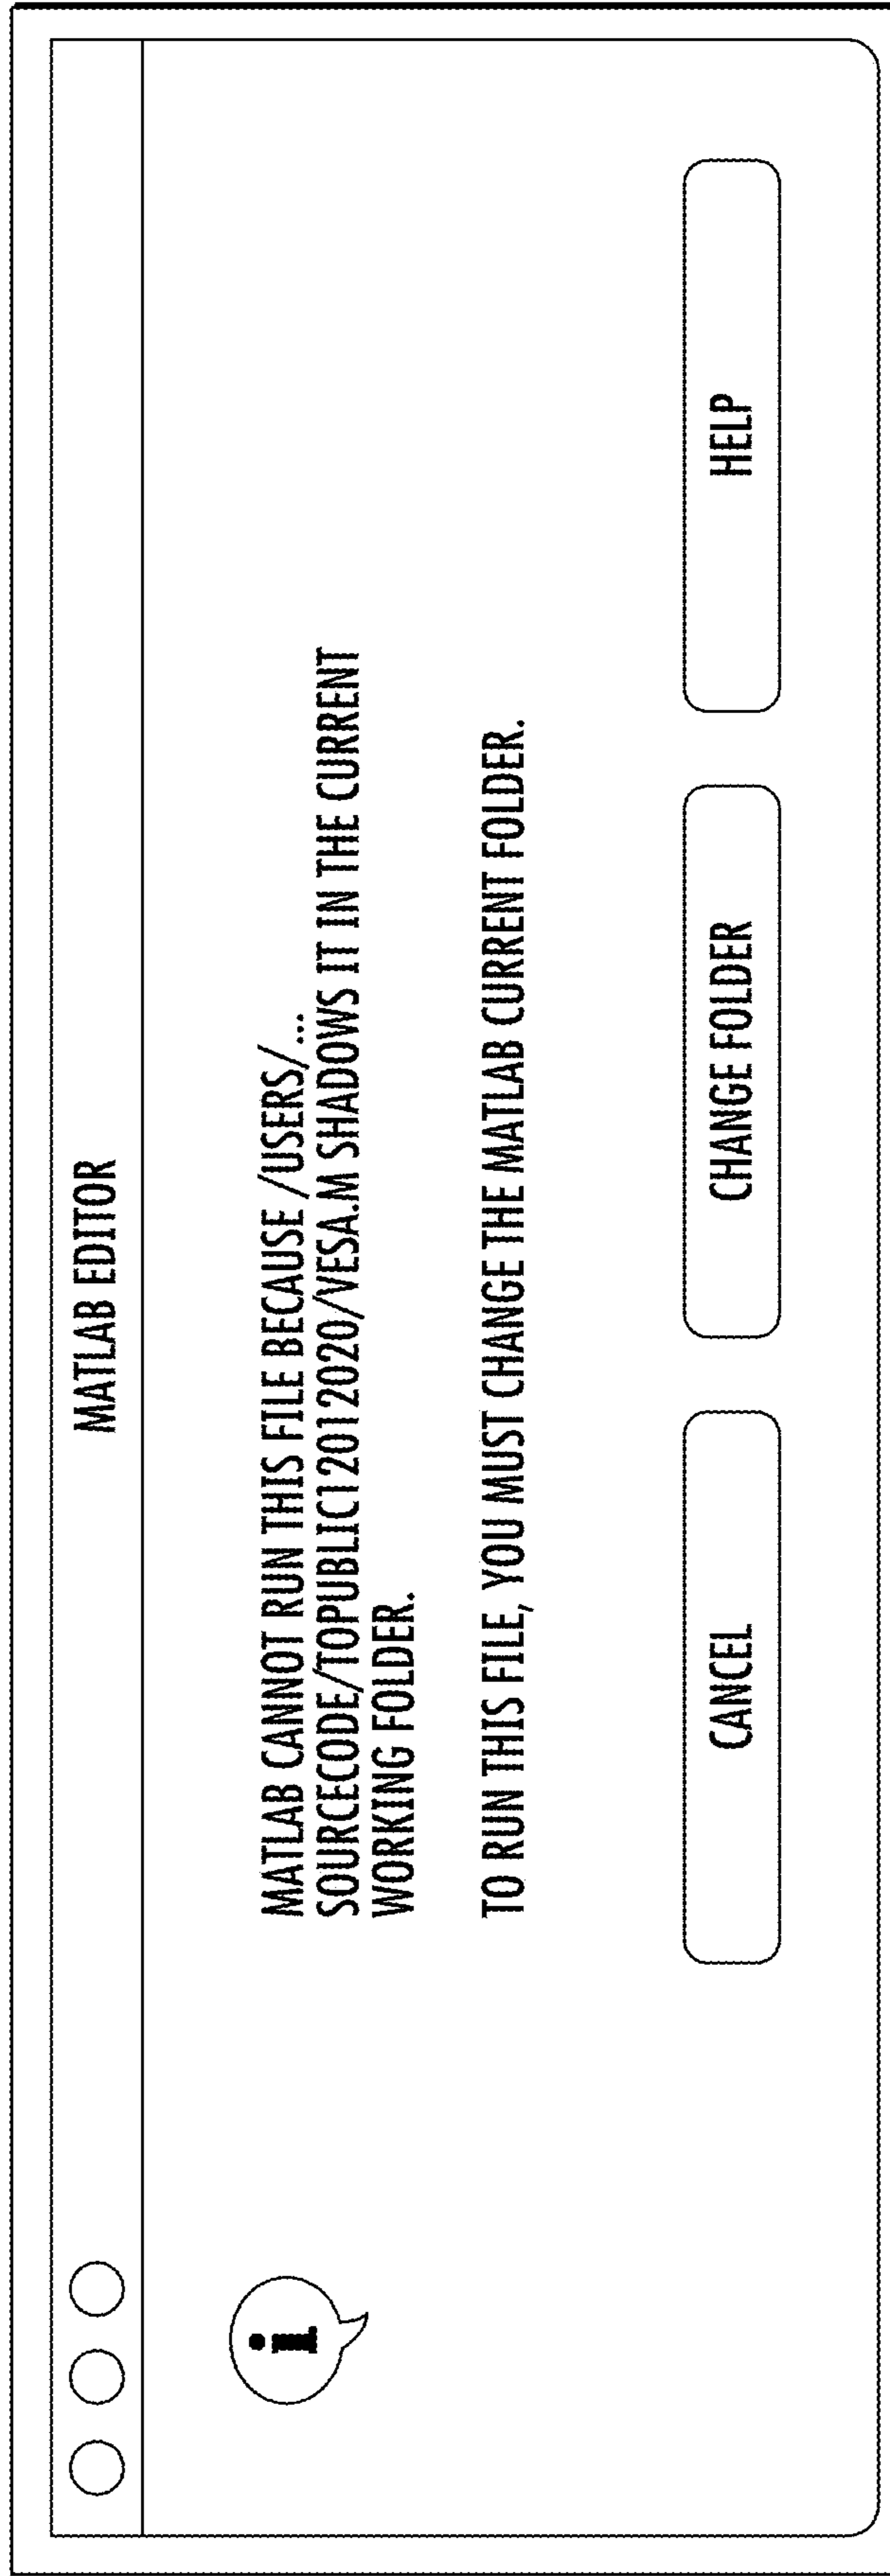 MATLAB EDITOR
i
MATLAB CANNOT RUN THIS FILE BECAUSE /USERS/...
SOURCECODE/TOPUBLIC12012020/VESA.M SHADOWS IT IN THE CURRENT
WORKING FOLDER.
TO RUN THIS FILE, YOU MUST CHANGE THE MATLAB CURRENT FOLDER.
CANCEL
CHANGE FOLDER
HELP